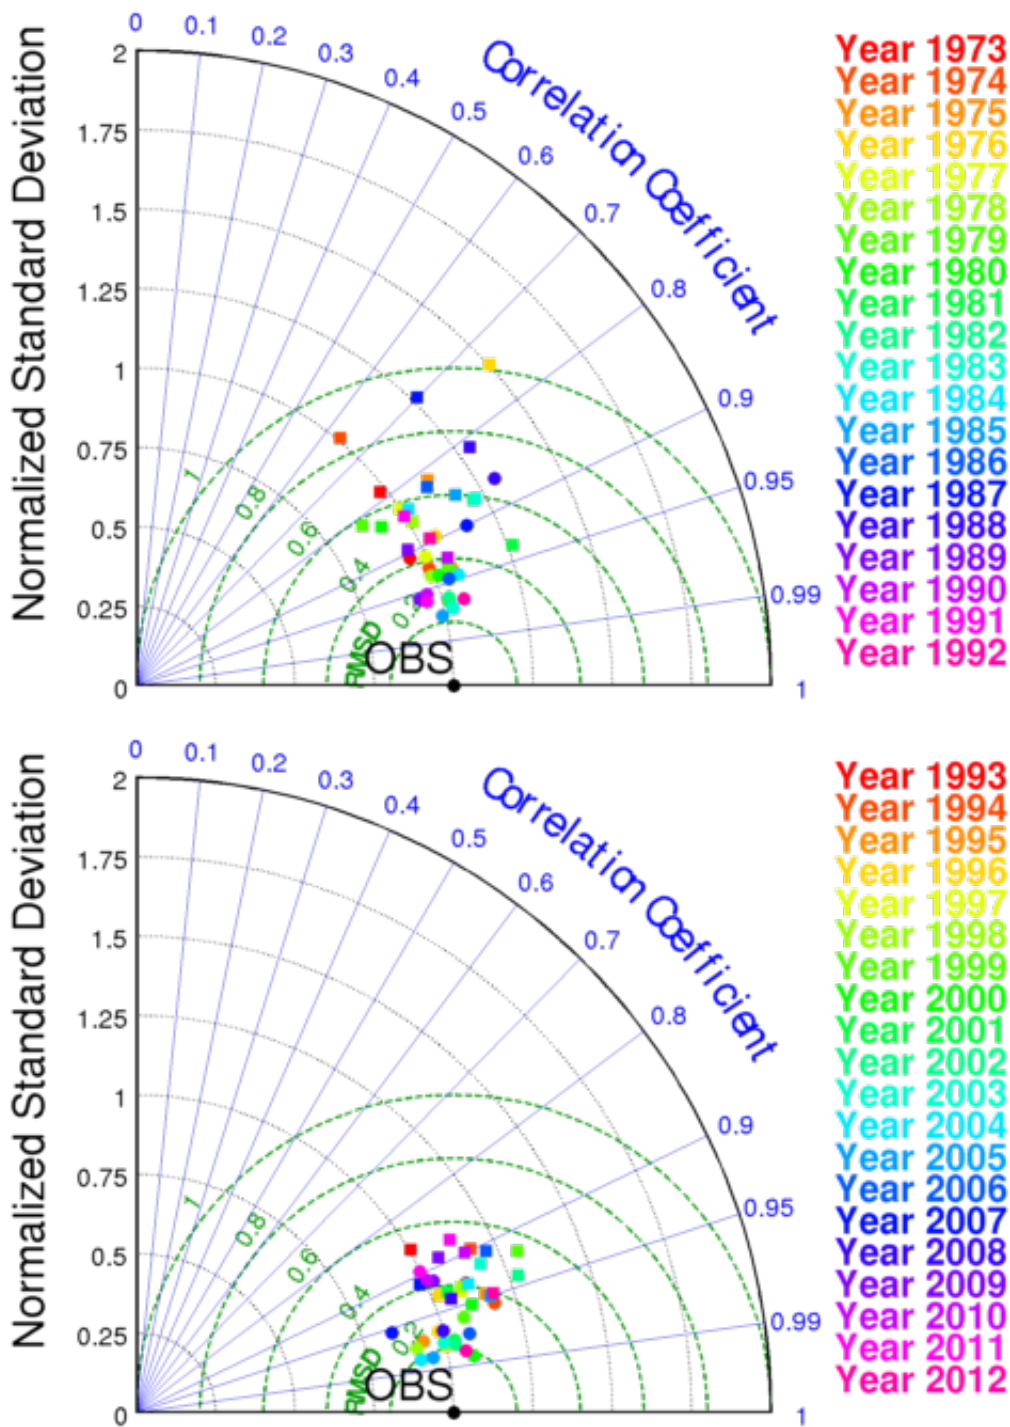 0
0.1
0.2
0.3
0.4
0.5
0.6
0.7
0.8
0.9
0.95
0.99
1
Correlation Coefficient
Normalized Standard Deviation
2
1.75
1.5
1.25
1
0.75
0.5
0.25
0
1
0.8
0.6
0.4
RMSD
OBS
Year 1973
Year 1974
Year 1975
Year 1976
Year 1977
Year 1978
Year 1979
Year 1980
Year 1981
Year 1982
Year 1983
Year 1984
Year 1985
Year 1986
Year 1987
Year 1988
Year 1989
Year 1990
Year 1991
Year 1992
0
0.1
0.2
0.3
0.4
0.5
0.6
0.7
0.8
0.9
0.95
0.99
1
Correlation Coefficient
Normalized Standard Deviation
2
1.75
1.5
1.25
1
0.75
0.5
0.25
0
1
0.8
0.6
0.4
0.2
RMSD
OBS
Year 1993
Year 1994
Year 1995
Year 1996
Year 1997
Year 1998
Year 1999
Year 2000
Year 2001
Year 2002
Year 2003
Year 2004
Year 2005
Year 2006
Year 2007
Year 2008
Year 2009
Year 2010
Year 2011
Year 2012